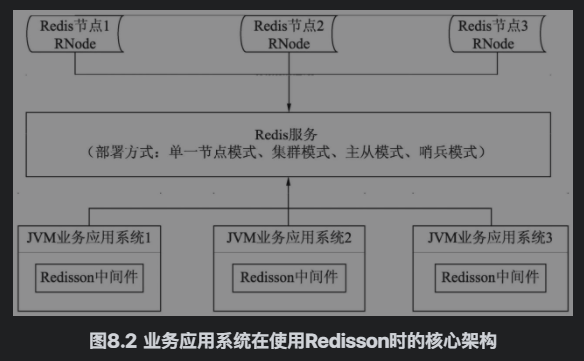 Redis节点1
RNode
Redis节点2
RNode
Redis节点3
RNode
Redis服务
（部署方式：单一节点模式、集群模式、主从模式、哨兵模式）
JVM业务应用系统1
Redisson中间件
JVM业务应用系统2
Redisson中间件
JVM业务应用系统3
Redisson中间件
图8.2 业务应用系统在使用Redisson时的核心架构